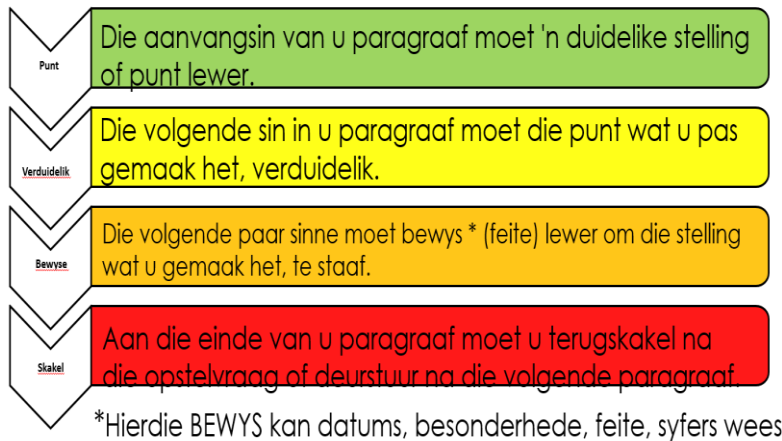 Punt
Die aanvangsin van u paragraaf moet 'n duidelike stelling
of punt lewer.
Verduidelik
Die volgende sin in u paragraaf moet die punt wat u pas
gemaak het, verduidelik.
Bewyse
Die volgende paar sinne moet bewys * (feite) lewer om die stelling
wat u gemaak het, te staaf.
Skakel
Aan die einde van u paragraaf moet u terugskakel na
die opstelvraag of deurstuur na die volgende paragraaf.
*Hierdie BEWYS kan datums, besonderhede, feite, syfers wees